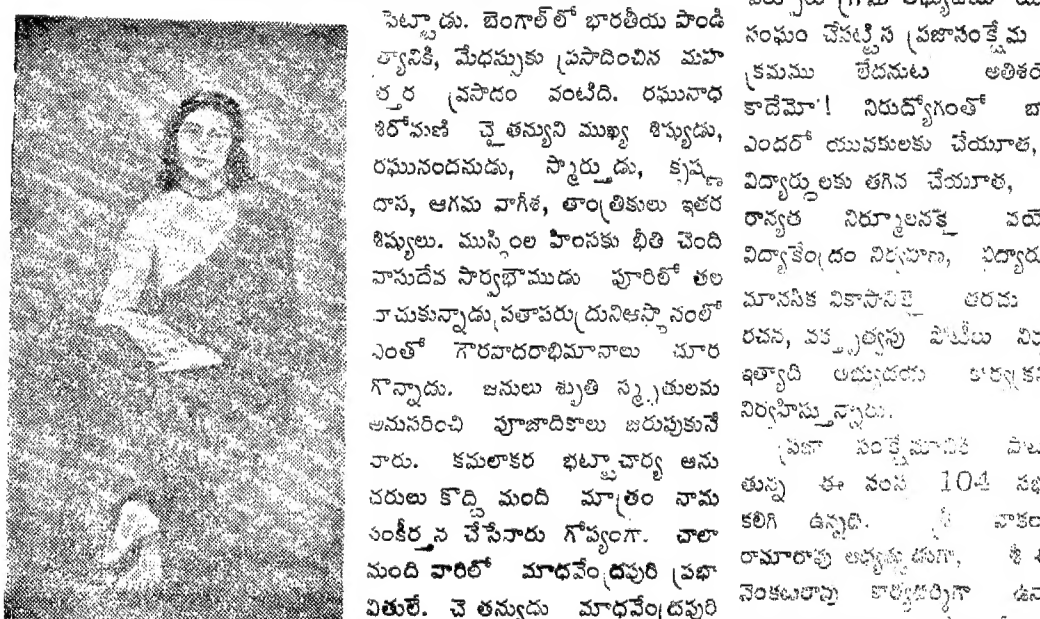 పెట్టాడు. బెంగాల్‌లో భారతీయ పాండి
త్యానికి, మేధస్సుకు ప్రసాదించిన మహ
త్తర ప్రసాదం వంటిది. రఘునాధ
శిరోమణి చైతన్యుని ముఖ్య శిష్యుడు,
రఘునందనుడు, స్మార్తుడు, కృష్ణ
దాస, ఆగమ వాగీశ, తాంత్రికులు ఇతర
శిష్యులు. ముస్లింల హింసకు భీతి చెంది
వాసుదేవ సార్వభౌముడు పూరిలో తల
దాచుకున్నాడు ప్రతాపరుద్రునిఆస్థానంలో
ఎంతో గౌరవాదరాభిమానాలు చూర
గొన్నాడు. జనులు శ్రుతి స్మృతులను
అనుసరించి పూజాదికాలు జరుపుకునే
వారు. కమలాకర భట్టాచార్య అను
చరులు కొద్ది మంది మాత్రం నామ
సంకీర్తన చేసేవారు గోప్యంగా. చాలా
మంది వారిలో మాధవేంద్రపురి ప్రభా
వితులే. చైతన్యుడు మాధవేంద్రపురి
సంఘం చేపట్టిన ప్రజాసంక్షేమ
క్రమము లేదనుట
కాదేమో! నిరుద్యోగంతో
ఎందరో యువకులకు చేయూత,
విద్యార్థులకు తగిన చేయూత,
నిర్మూలనకై
విద్యాకేంద్రం నిర్వహణ,
మానసిక వికాసానికై తరచు
రచన, వక్తృత్వపు పోటీలు
ఇత్యాది అభ్యుదయ
నిర్వహిస్తున్నారు.
తున్న ఈ సంస్థ 104
కలిగి ఉన్నది. శ్రీ
రామారావు అధ్యక్షుడుగా, శ్రీ
వెంకటరావు కార్యదర్శిగా